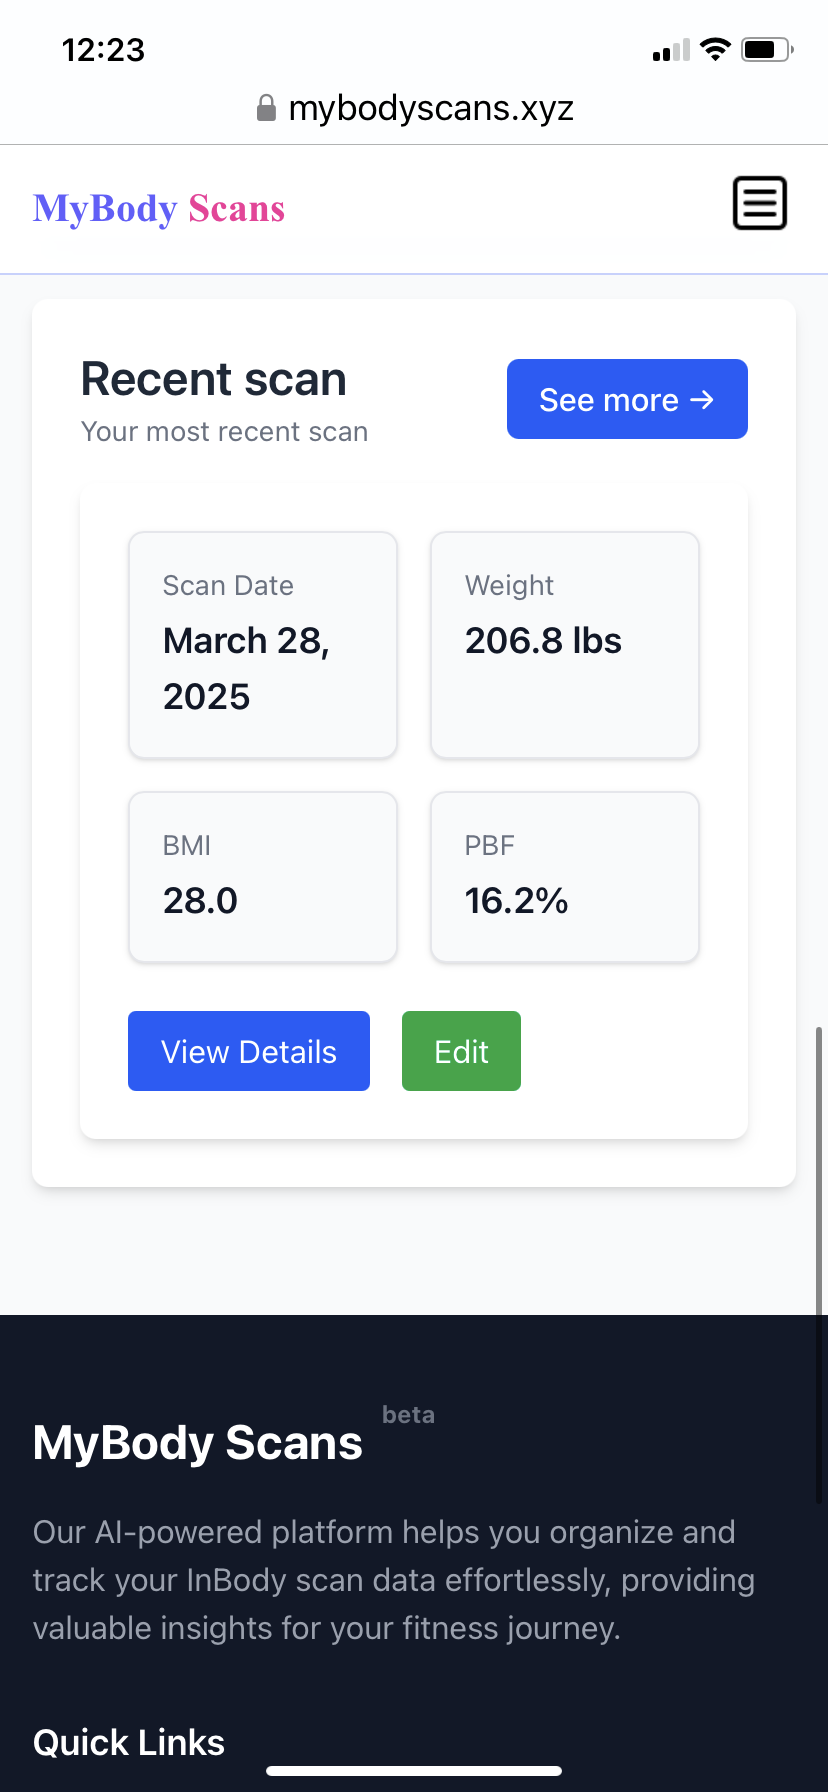 12:23
mybodyscans.xyz
MyBody Scans
Recent scan
Your most recent scan
See more →
Scan Date
March 28,
2025
Weight
206.8 lbs
BMI
28.0
PBF
16.2%
View Details
Edit
MyBody Scans beta
Our AI-powered platform helps you organize and
track your InBody scan data effortlessly, providing
valuable insights for your fitness journey.
Quick Links